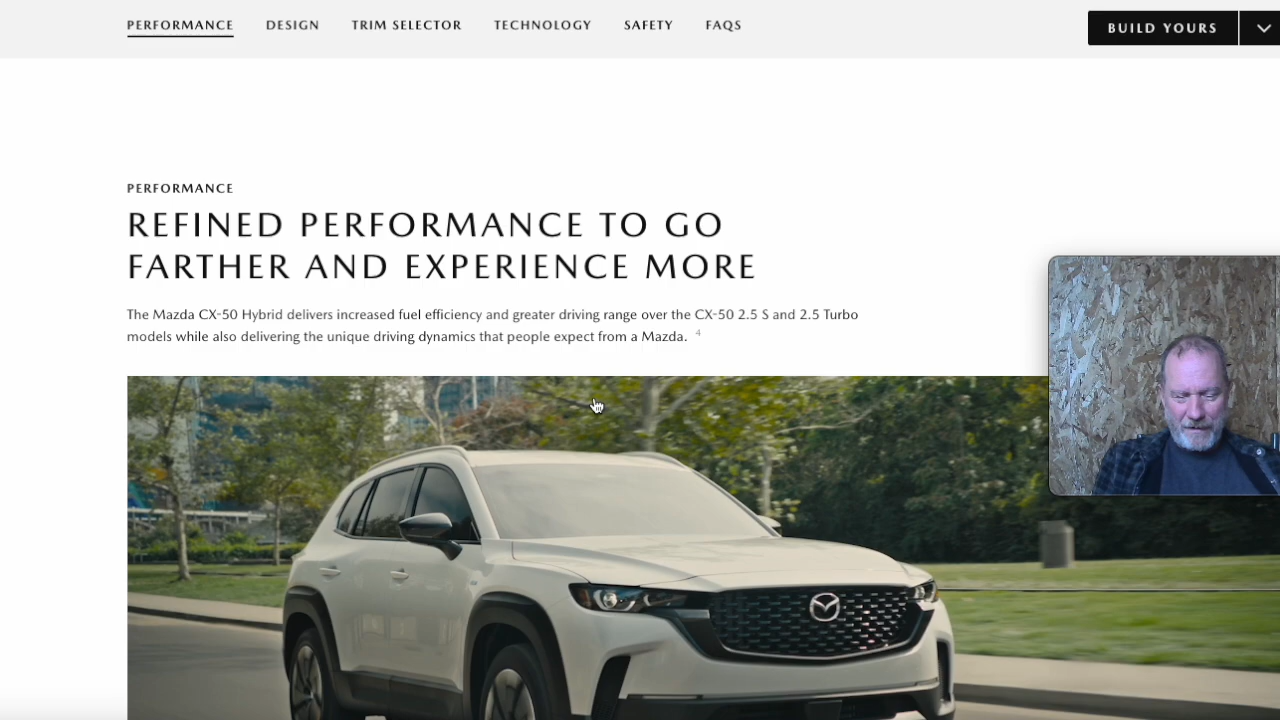 PERFORMANCE DESIGN TRIM SELECTOR TECHNOLOGY SAFETY FAQS BUILD YOURS
PERFORMANCE
REFINED PERFORMANCE TO GO
FARTHER AND EXPERIENCE MORE
The Mazda CX-50 Hybrid delivers increased fuel efficiency and greater driving range over the CX-50 2.5 S and 2.5 Turbo
models while also delivering the unique driving dynamics that people expect from a Mazda. 4